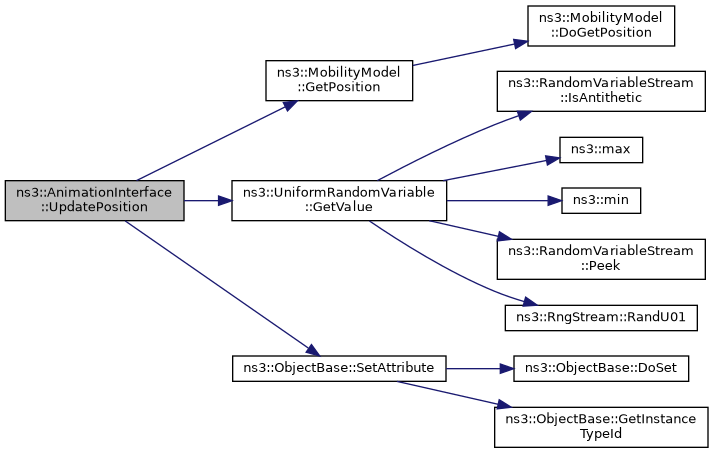 ns3::AnimationInterface
::UpdatePosition
ns3::MobilityModel
::GetPosition
ns3::MobilityModel
::DoGetPosition
ns3::UniformRandomVariable
::GetValue
ns3::RandomVariableStream
::IsAntithetic
ns3::max
ns3::min
ns3::RandomVariableStream
::Peek
ns3::RngStream::RandU01
ns3::ObjectBase::SetAttribute
ns3::ObjectBase::DoSet
ns3::ObjectBase::GetInstance
TypeId